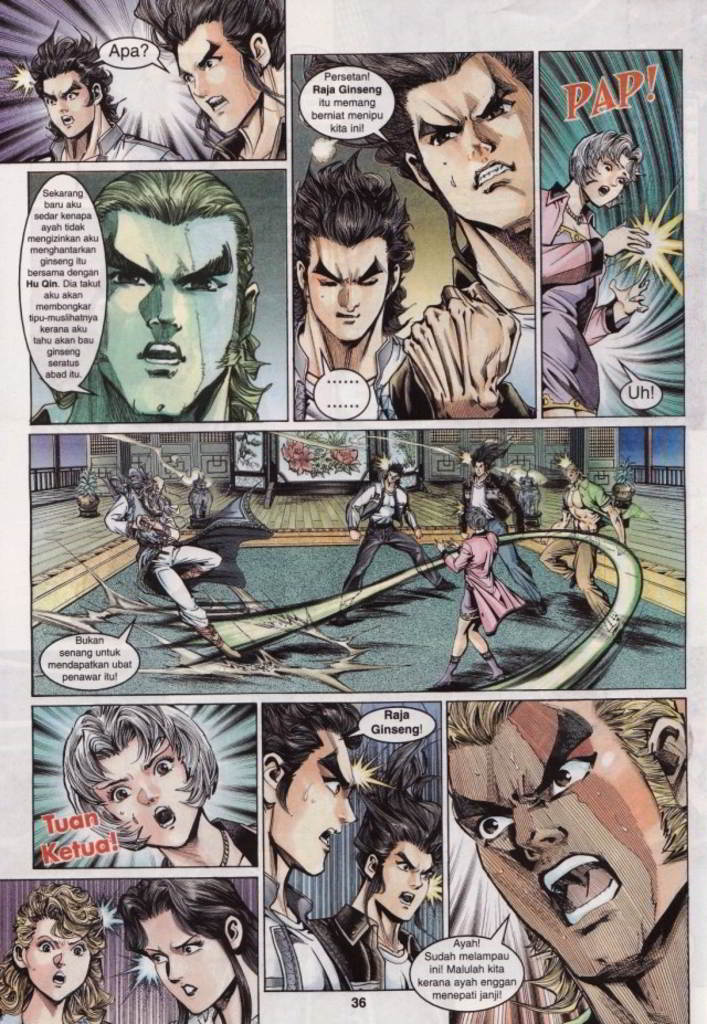 Apa?
Sekarang
baru aku
sedar kenapa
ayah tidak
mengizinkan aku
menghantarkan
ginseng itu
bersama dengan
Hu Qin. Dia takut
aku akan
membongkar
tipu-muslihatnya
kerana aku
tahu akan bau
ginseng
seratus
abad itu.
Persetan!
Raja Ginseng
itu memang
berniat menipu
kita ini!
......
......
PAP!
Uh!
Bukan
senang untuk
mendapatkan ubat
penawar itu!
Tuan
Ketua!
Raja
Ginseng!
Ayah!
Sudah melampau
ini! Malulah kita
kerana ayah enggan
menepati janji!
36